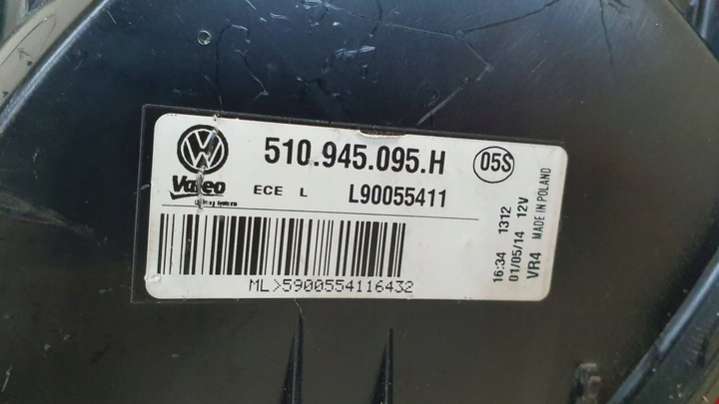 510.945.095.H
05S
Valeo
ECE L L90055411
ML>5900554116432
16:34 1312
01/05/14 12V
VR4 MADE IN POLAND